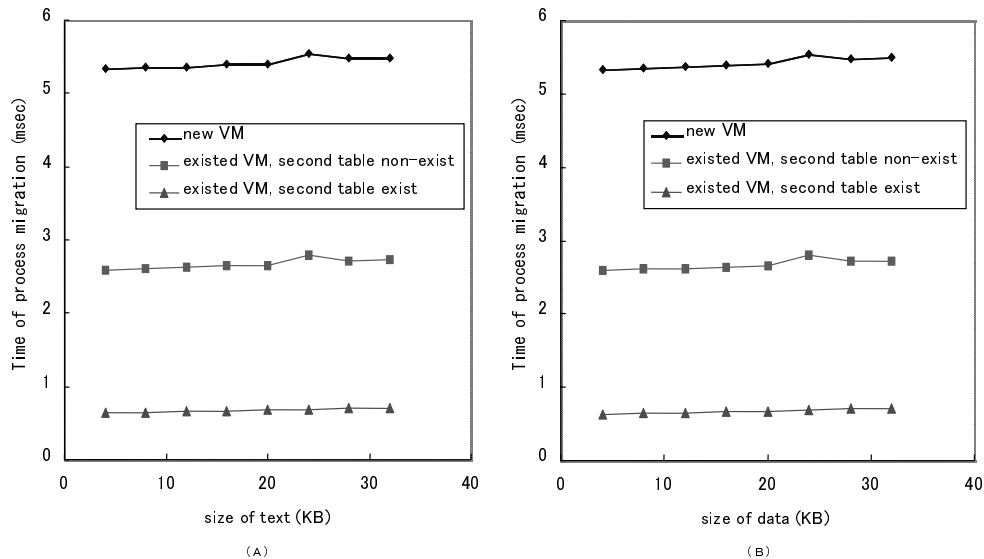 6
5
4
3
2
1
0
Time of process migration (msec)
new VM
existed VM, second table non-exist
existed VM, second table exist
0
10
20
30
40
size of text (KB)
(A)
6
5
4
3
2
1
0
Time of process migration (msec)
new VM
existed VM, second table non-exist
existed VM, second table exist
0
10
20
30
40
size of data (KB)
(B)